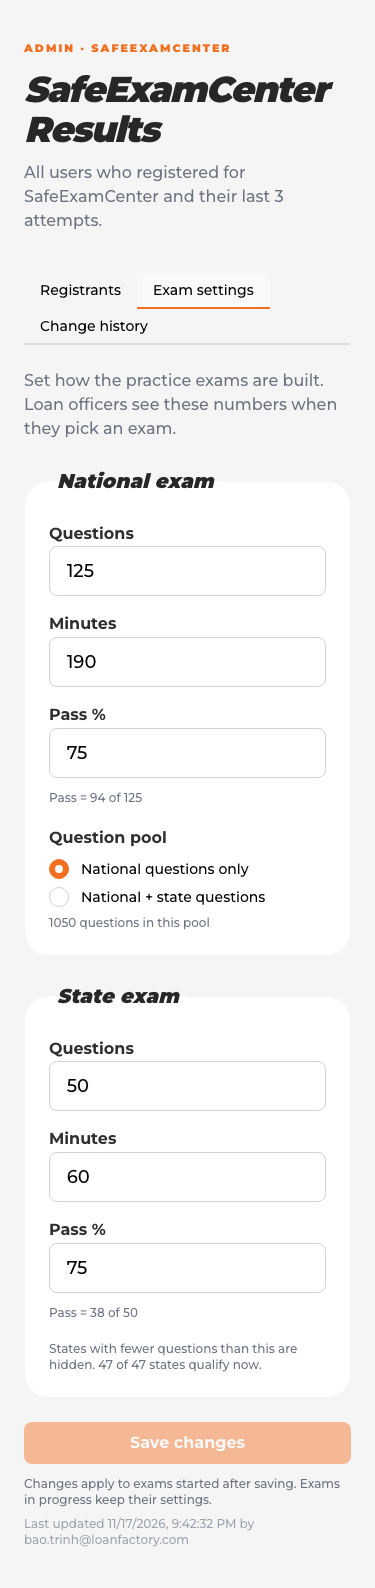 ADMIN · SAFEEXAMCENTER
SafeExamCenter
Results
All users who registered for
SafeExamCenter and their last 3
attempts.
Registrants
Exam settings
Change history
Set how the practice exams are built.
Loan officers see these numbers when
they pick an exam.
National exam
Questions
125
Minutes
190
Pass %
75
Pass = 94 of 125
Question pool
National questions only
National + state questions
1050 questions in this pool
State exam
Questions
50
Minutes
60
Pass %
75
Pass = 38 of 50
States with fewer questions than this are
hidden. 47 of 47 states qualify now.
Save changes
Changes apply to exams started after saving. Exams
in progress keep their settings.
Last updated 11/17/2026, 9:42:32 PM by
bao.trinh@loanfactory.com